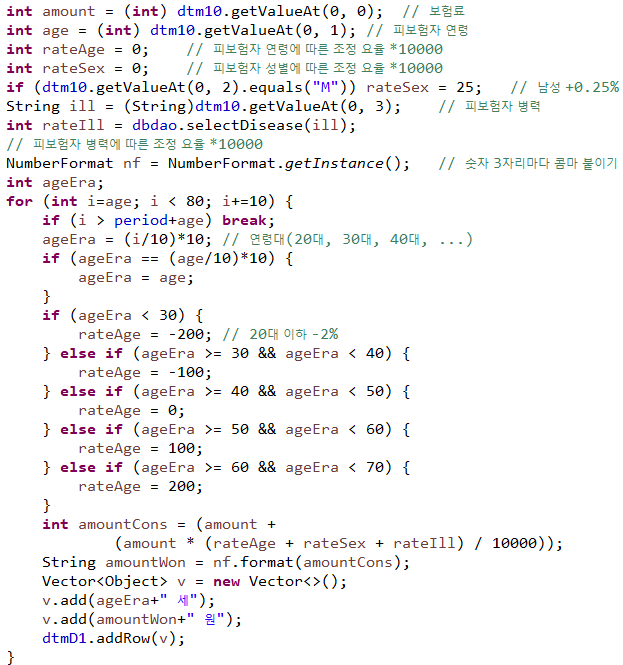 int amount = (int) dtm10.getValueAt(0, 0);  // 보험료
int age = (int) dtm10.getValueAt(0, 1); // 피보험자 연령
int rateAge = 0;    // 피보험자 연령에 따른 조정 요율 *10000
int rateSex = 0;    // 피보험자 성별에 따른 조정 요율 *10000
if (dtm10.getValueAt(0, 2).equals("M")) rateSex = 25;   // 남성 +0.25%
String ill = (String)dtm10.getValueAt(0, 3);    // 피보험자 병력
int rateIll = dbdao.selectDisease(ill);
// 피보험자 병력에 따른 조정 요율 *10000
NumberFormat nf = NumberFormat.getInstance();   // 숫자 3자리마다 콤마 붙이기
int ageEra;
for (int i=age; i < 80; i+=10) {
    if (i > period+age) break;
    ageEra = (i/10)*10; // 연령대(20대, 30대, 40대, ...)
    if (ageEra == (age/10)*10) {
        ageEra = age;
    }
    if (ageEra < 30) {
        rateAge = -200; // 20대 이하 -2%
    } else if (ageEra >= 30 && ageEra < 40) {
        rateAge = -100;
    } else if (ageEra >= 40 && ageEra < 50) {
        rateAge = 0;
    } else if (ageEra >= 50 && ageEra < 60) {
        rateAge = 100;
    } else if (ageEra >= 60 && ageEra < 70) {
        rateAge = 200;
    }
    int amountCons = (amount +
            (amount * (rateAge + rateSex + rateIll) / 10000));
    String amountWon = nf.format(amountCons);
    Vector<Object> v = new Vector<>();
    v.add(ageEra+" 세");
    v.add(amountWon+" 원");
    dtmD1.addRow(v);
}